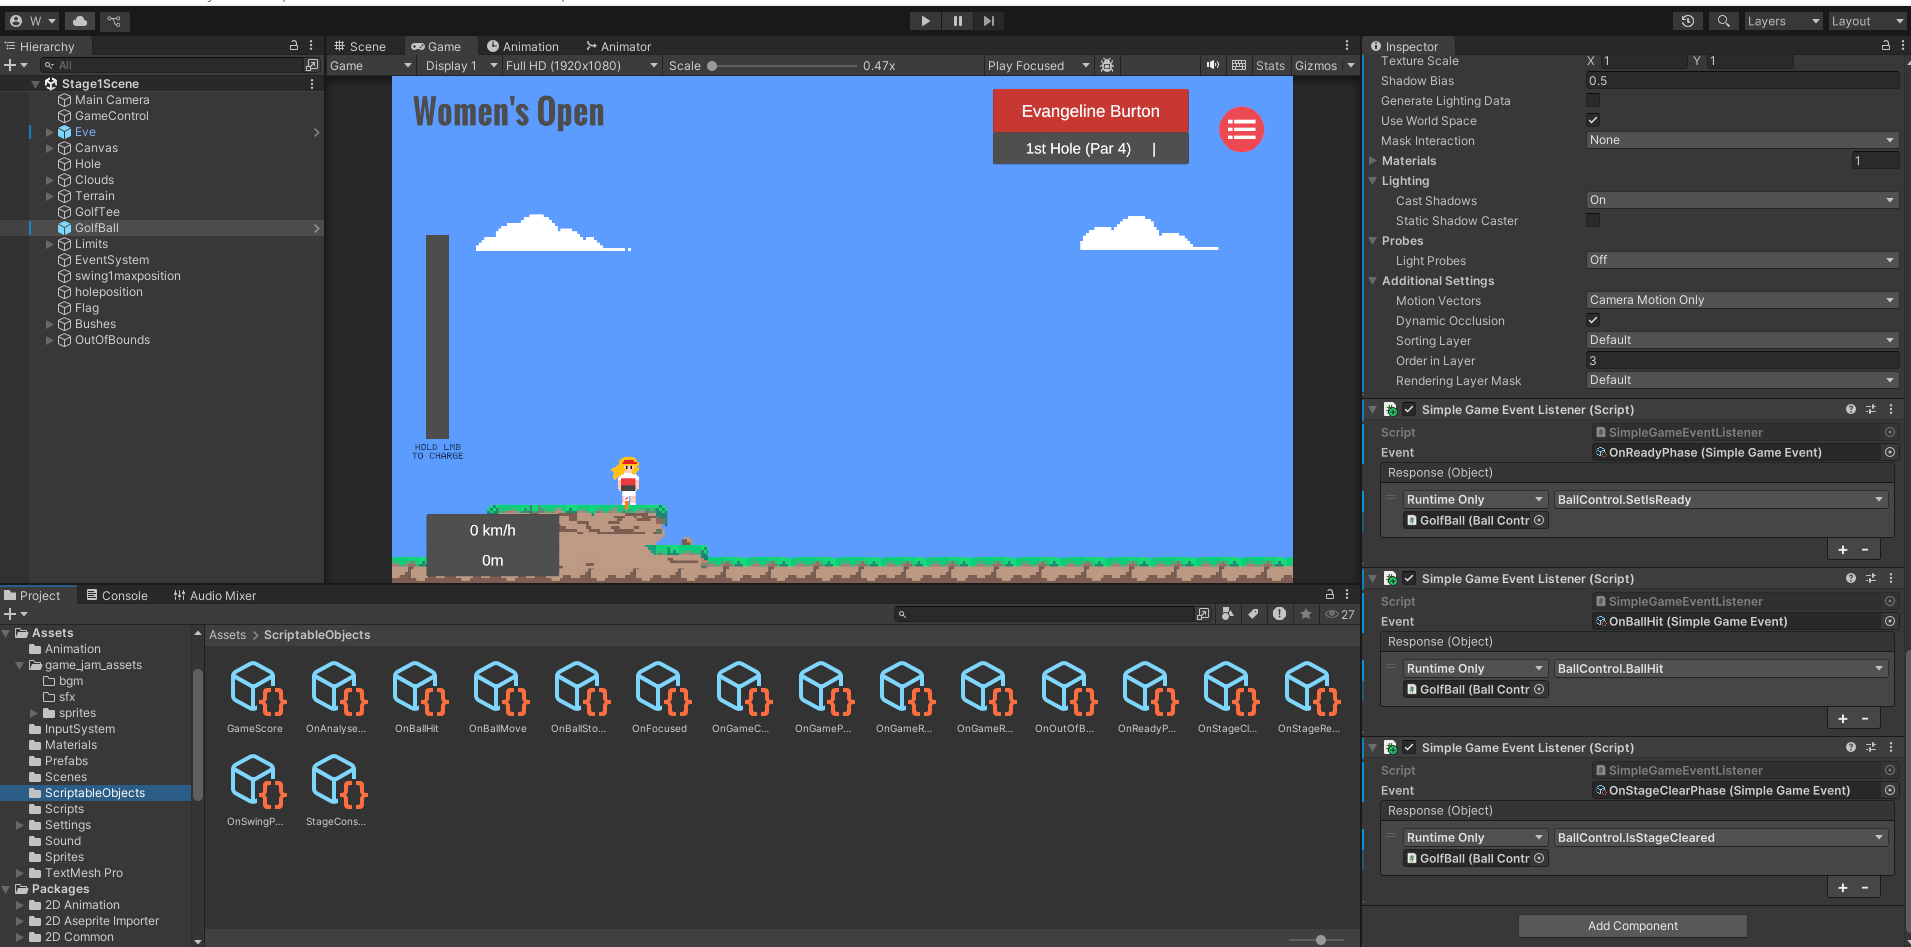 W
Layers
Layout
Hierarchy
All
Stage1Scene
Main Camera
GameControl
Eve
Canvas
Hole
Clouds
Terrain
GolfTee
GolfBall
Limits
EventSystem
swing1maxposition
holeposition
Flag
Bushes
OutOfBounds
Scene
Game
Animation
Animator
Game
Display 1
Full HD (1920x1080)
Scale
0.47x
Play Focused
Stats
Gizmos
Women's Open
Evangeline Burton
1st Hole (Par 4) |
HOLD LMB
TO CHARGE
0 km/h
0m
Inspector
Texture Scale X 1 Y 1
Shadow Bias 0.5
Generate Lighting Data
Use World Space
Mask Interaction None
Materials 1
Lighting
Cast Shadows On
Static Shadow Caster
Probes
Light Probes Off
Additional Settings
Motion Vectors Camera Motion Only
Dynamic Occlusion
Sorting Layer Default
Order in Layer 3
Rendering Layer Mask Default
Simple Game Event Listener (Script)
Script SimpleGameEventListener
Event OnReadyPhase (Simple Game Event)
Response (Object)
Runtime Only BallControl.SetIsReady
GolfBall (Ball Contr
+ -
Simple Game Event Listener (Script)
Script SimpleGameEventListener
Event OnBallHit (Simple Game Event)
Response (Object)
Runtime Only BallControl.BallHit
GolfBall (Ball Contr
+ -
Simple Game Event Listener (Script)
Script SimpleGameEventListener
Event OnStageClearPhase (Simple Game Event)
Response (Object)
Runtime Only BallControl.IsStageCleared
GolfBall (Ball Contr
+ -
Add Component
Project
Console
Audio Mixer
27
Assets
Animation
game_jam_assets
bgm
sfx
sprites
InputSystem
Materials
Prefabs
Scenes
ScriptableObjects
Scripts
Settings
Sound
Sprites
TextMesh Pro
Packages
2D Animation
2D Aseprite Importer
2D Common
Assets > ScriptableObjects
GameScore
OnAnalyse...
OnBallHit
OnBallMove
OnBallSto...
OnFocused
OnGameC...
OnGameP...
OnGameR...
OnGameR...
OnOutOfB...
OnReadyP...
OnStageCl...
OnStageRe...
OnSwingP...
StageCons...